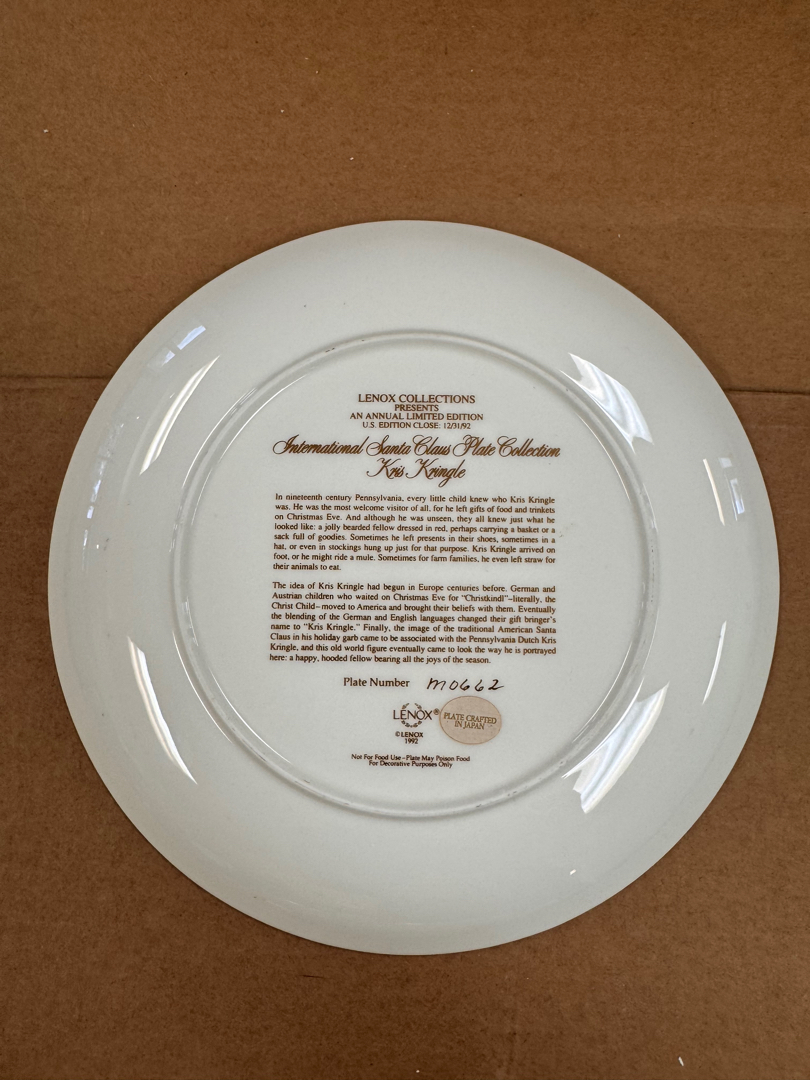 LENOX COLLECTIONS
PRESENTS
AN ANNUAL LIMITED EDITION
U.S. EDITION CLOSE: 12/31/92
International Santa Claus Plate Collection
Kris Kringle
In nineteenth century Pennsylvania, every little child knew who Kris Kringle
was. He was the most welcome visitor of all, for he left gifts of food and trinkets
on Christmas Eve. And although he was unseen, they all knew just what he
looked like: a jolly bearded fellow dressed in red, perhaps carrying a basket or a
sack full of goodies. Sometimes he left presents in their shoes, sometimes in a
hat, or even in stockings hung up just for that purpose. Kris Kringle arrived on
foot, or he might ride a mule. Sometimes for farm families, he even left straw for
their animals to eat.
The idea of Kris Kringle had begun in Europe centuries before. German and
Austrian children who waited on Christmas Eve for "Christkindl"–literally, the
Christ Child–moved to America and brought their beliefs with them. Eventually
the blending of the German and English languages changed their gift bringer's
name to "Kris Kringle." Finally, the image of the traditional American Santa
Claus in his holiday garb came to be associated with the Pennsylvania Dutch Kris
Kringle, and this old world figure eventually came to look the way he is portrayed
here: a happy, hooded fellow bearing all the joys of the season.
Plate Number M0662
LENOX®
PLATE CRAFTED
IN JAPAN
© LENOX
1992
Not For Food Use–Plate May Poison Food
For Decorative Purposes Only